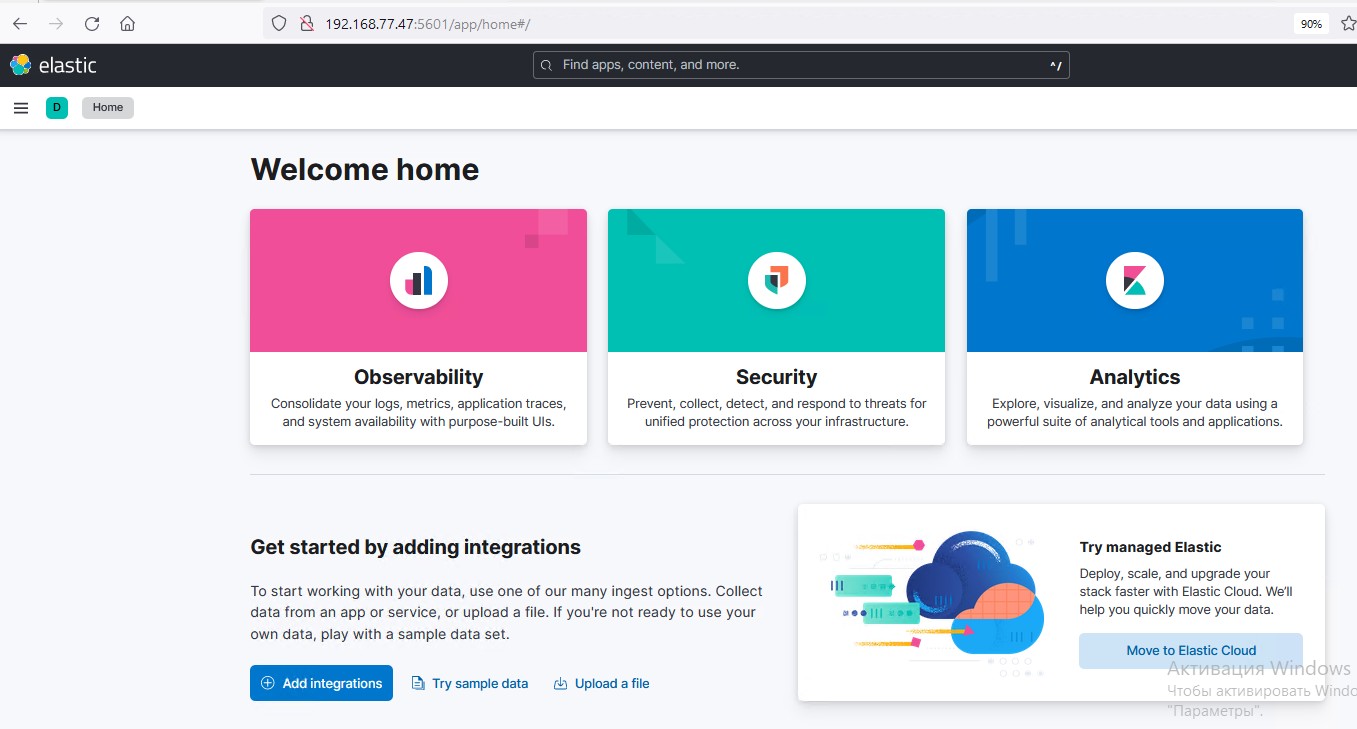 192.168.77.47:5601/app/home#/
90%
elastic
Find apps, content, and more.
^/
D
Home
Welcome home
Observability
Consolidate your logs, metrics, application traces,
and system availability with purpose-built UIs.
Security
Prevent, collect, detect, and respond to threats for
unified protection across your infrastructure.
Analytics
Explore, visualize, and analyze your data using a
powerful suite of analytical tools and applications.
Get started by adding integrations
To start working with your data, use one of our many ingest options. Collect
data from an app or service, or upload a file. If you're not ready to use your
own data, play with a sample data set.
Add integrations
Try sample data
Upload a file
Try managed Elastic
Deploy, scale, and upgrade your
stack faster with Elastic Cloud. We'll
help you quickly move your data.
Move to Elastic Cloud
Активация Windows
Чтобы активировать Windo
"Параметры".